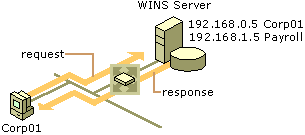 WINS Server
192.168.0.5 Corp01
192.168.1.5 Payroll
request
response
Corp01